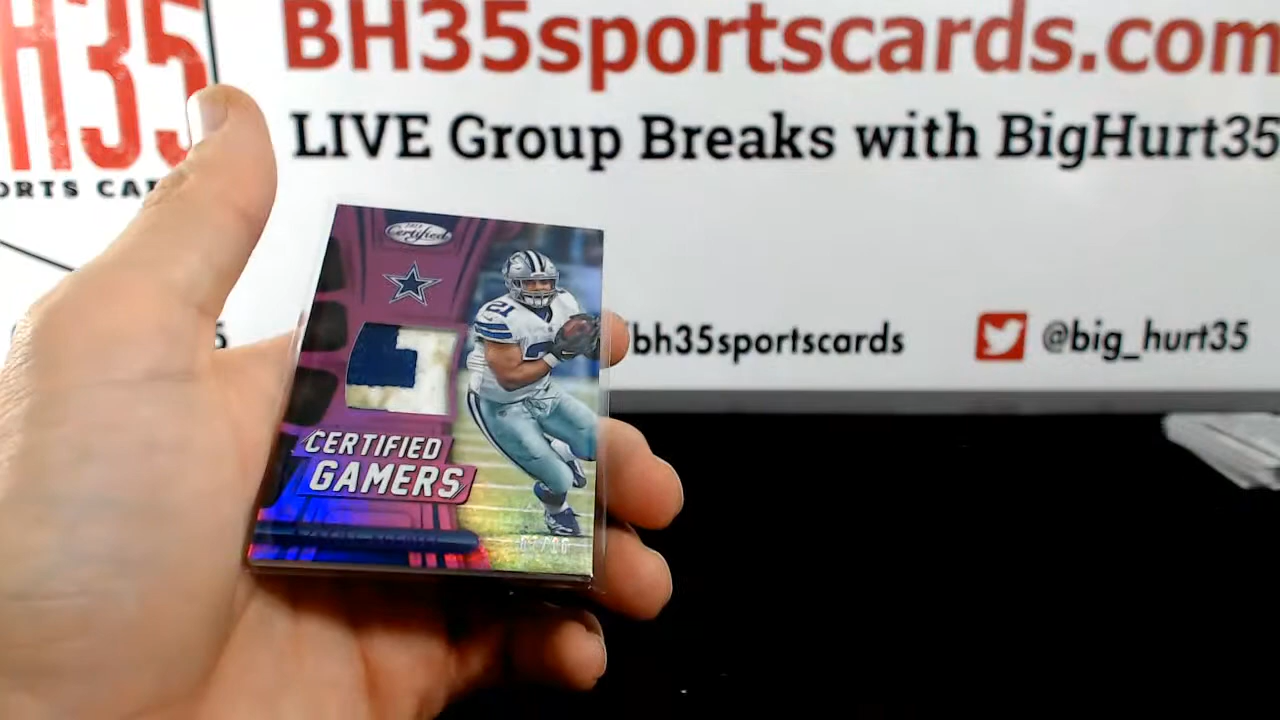 H35
ORTS CA
BH35sportscards.com
LIVE Group Breaks with BigHurt35
/bh35sportscards
@big_hurt35
Certified
21
CERTIFIED
GAMERS